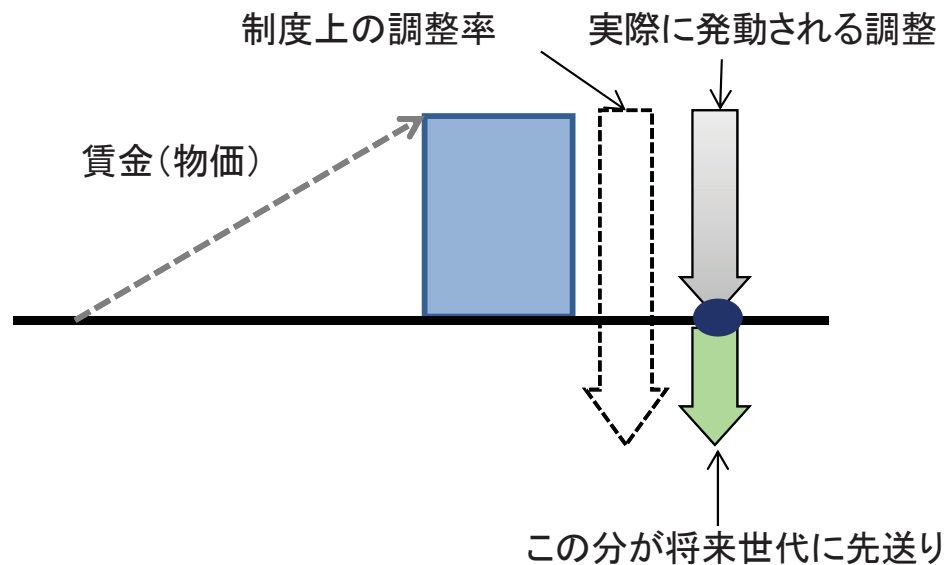 制度上の調整率
実際に発動される調整
賃金(物価)
この分が将来世代に先送り